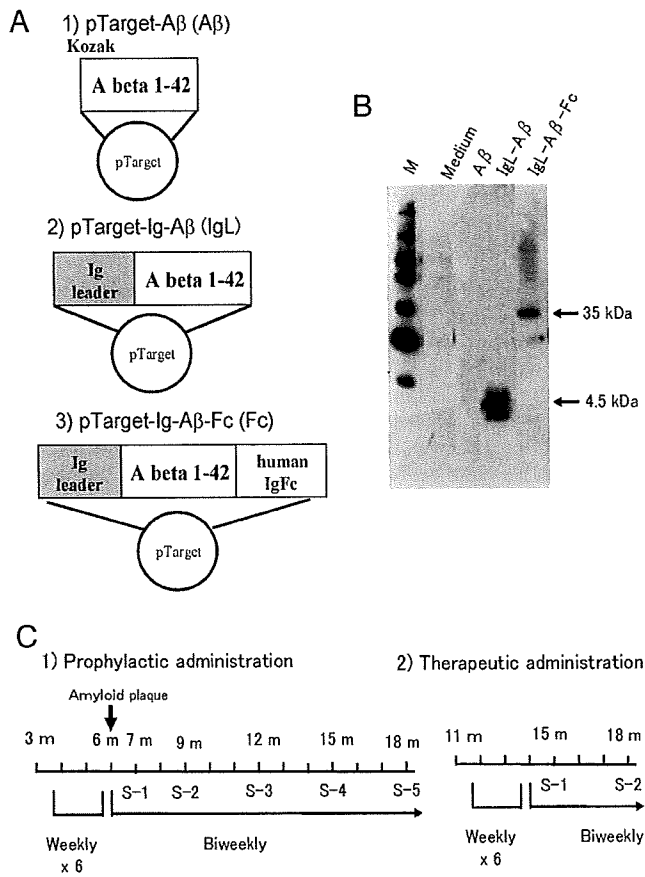 A
1) pTarget-Aβ (Aβ)
Kozak
A beta 1-42
pTarget
2) pTarget-Ig-Aβ (IgL)
Ig leader
A beta 1-42
pTarget
3) pTarget-Ig-Aβ-Fc (Fc)
Ig leader
A beta 1-42
human IgFc
pTarget
B
M
Medium
Aβ
IgL-Aβ
IgL-Aβ-Fc
35 kDa
4.5 kDa
C
1) Prophylactic administration
Amyloid plaque
3 m 6 m 7 m 9 m 12 m 15 m 18 m
S-1 S-2 S-3 S-4 S-5
Weekly x 6
Biweekly
2) Therapeutic administration
11 m 15 m 18 m
S-1 S-2
Weekly x 6
Biweekly